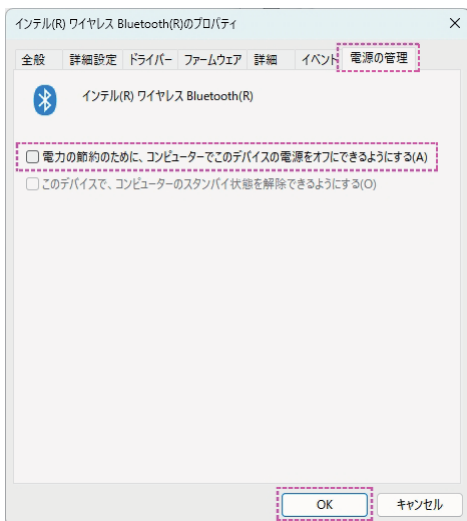 インテル(R) ワイヤレス Bluetooth(R)のプロパティ
全般 詳細設定 ドライバー ファームウェア 詳細 イベント 電源の管理
インテル(R) ワイヤレス Bluetooth(R)
電力の節約のために、コンピューターでこのデバイスの電源をオフにできるようにする(A)
このデバイスで、コンピューターのスタンバイ状態を解除できるようにする(O)
OK キャンセル